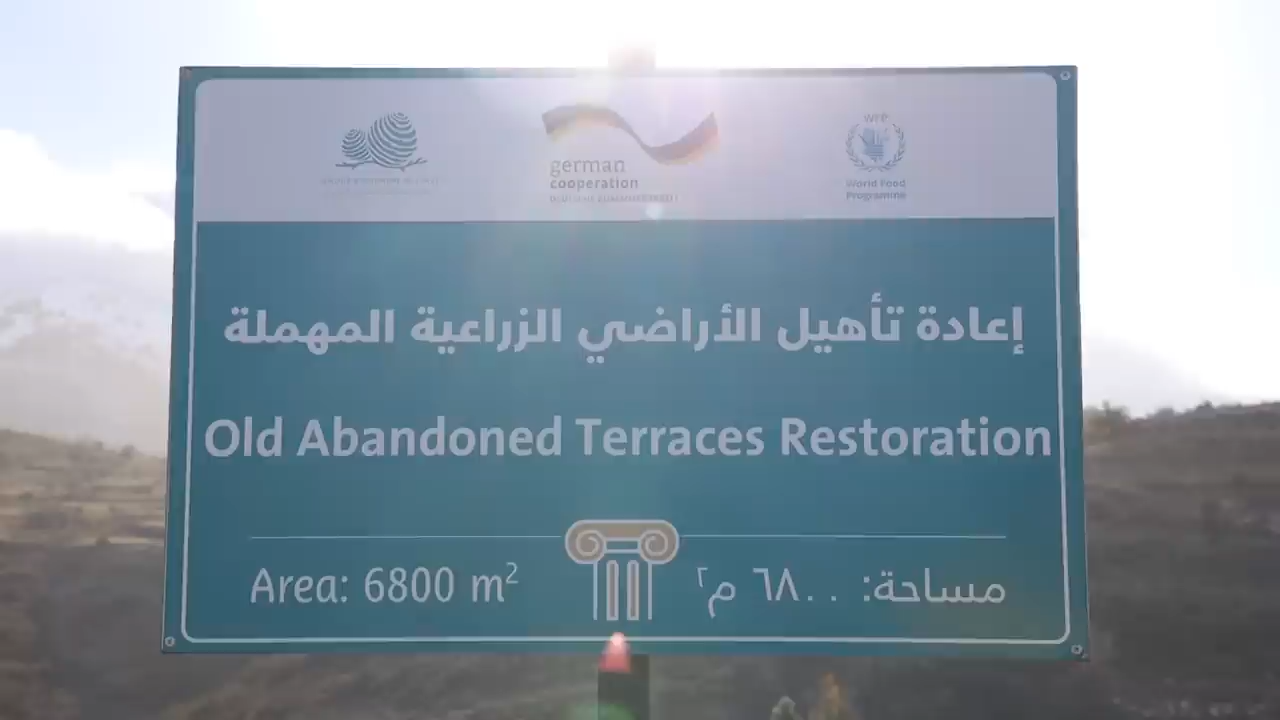 german
cooperation
WFP
World Food
Programme
إعادة تأهيل الأراضي الزراعية المهملة
Old Abandoned Terraces Restoration
Area: 6800 m²
مساحة: ٦٨٠٠ م٢